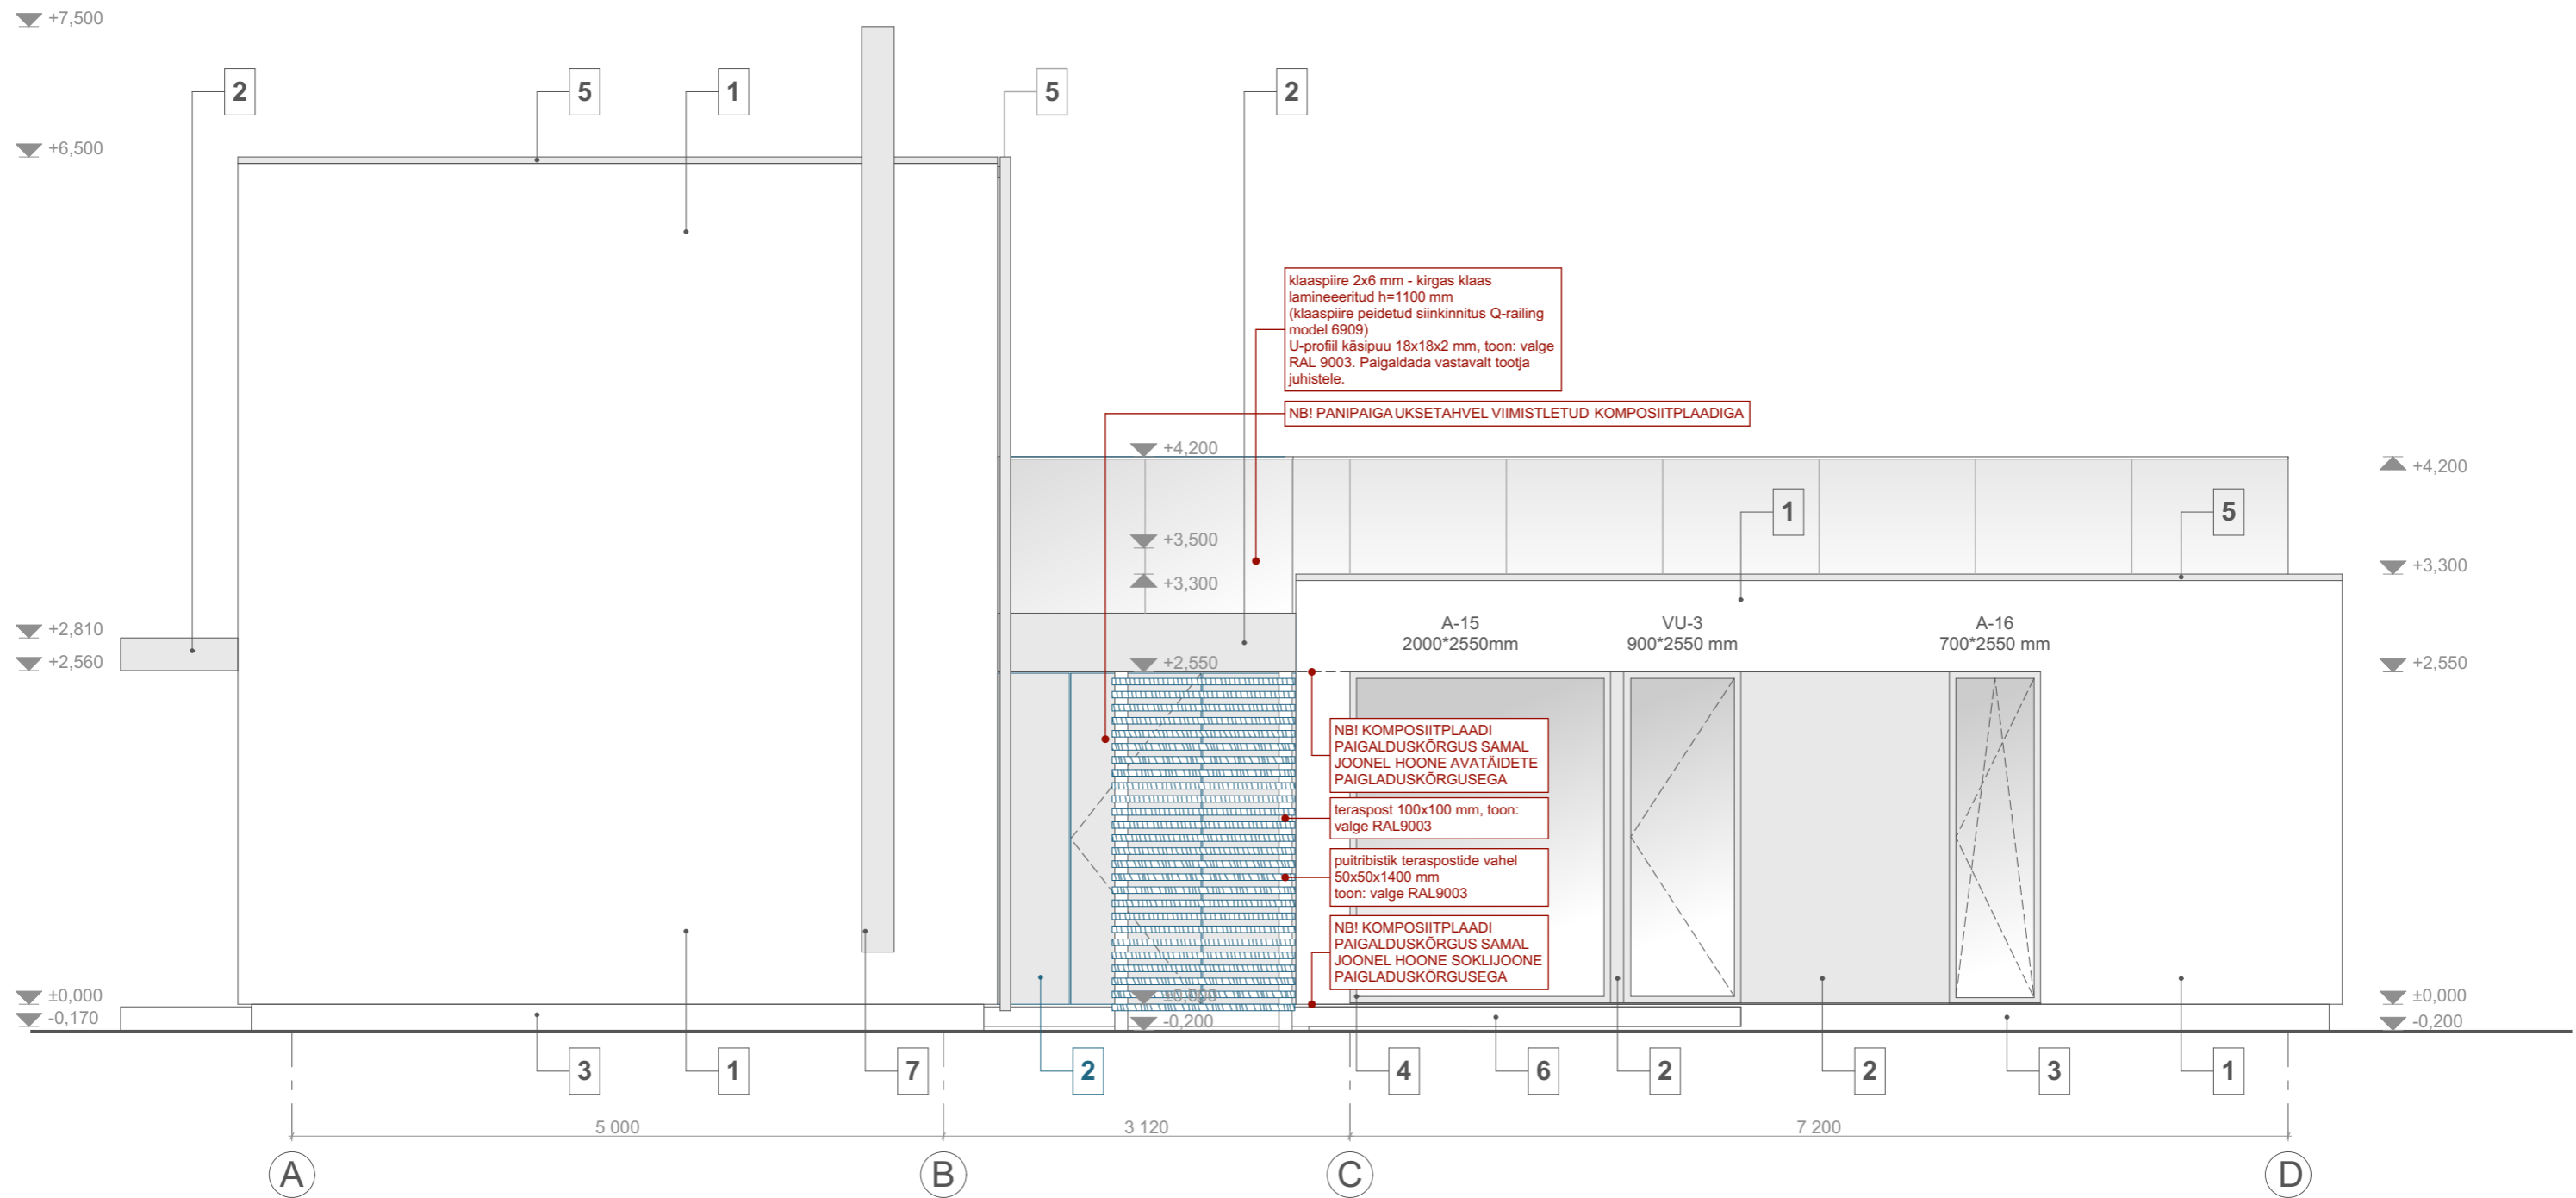 +7,500
2
5
1
5
2
+6,500
klaaspiire 2x6 mm - kirgas klaas
lamineeeritud h=1100 mm
(klaaspiire peidetud siinkinnitus Q-railing
model 6909)
U-profiil käsipuu 18x18x2 mm, toon: valge
RAL 9003. Paigaldada vastavalt tootja
juhistele.
NB! PANIPAIGA UKSETAHVEL VIIMISTLETUD KOMPOSIITPLAADIGA
+4,200
+4,200
1
5
+3,500
+3,300
+3,300
+2,810
+2,560
A-15
2000*2550mm
VU-3
900*2550 mm
A-16
700*2550 mm
+2,550
+2,550
NB! KOMPOSIITPLAADI
PAIGALDUSKÕRGUS SAMAL
JOONEL HOONE AVATÄIDETE
PAIGLADUSKÕRGUSEGA
teraspost 100x100 mm, toon:
valge RAL9003
puitribistik teraspostide vahel
50x50x1400 mm
toon: valge RAL9003
NB! KOMPOSIITPLAADI
PAIGALDUSKÕRGUS SAMAL
JOONEL HOONE SOKLIJOONE
PAIGLADUSKÕRGUSEGA
±0,000
-0,170
±0,000
-0,200
±0,000
-0,200
3
1
7
2
4
6
2
2
3
1
5 000
3 120
7 200
A
B
C
D